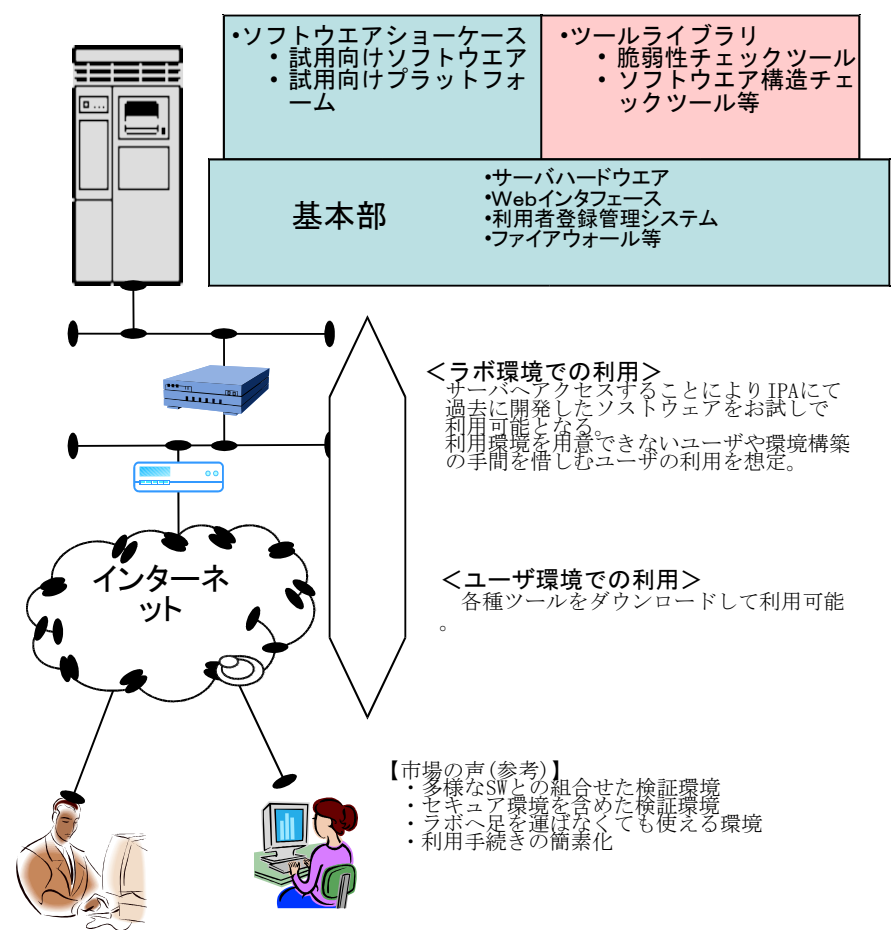 •ソフトウエアショーケース
・試用向けソフトウエア
・試用向けプラットフォ
ーム
•ツールライブラリ
・脆弱性チェックツール
・ソフトウエア構造チェ
ックツール等
基本部
•サーバハードウエア
•Ｗｅｂインタフェース
•利用者登録管理システム
•ファイアウォール等
＜ラボ環境での利用＞
サーバへアクセスすることによりIPAにて
過去に開発したソストウェアをお試しで
利用可能となる。
利用環境を用意できないユーザや環境構築
の手間を惜しむユーザの利用を想定。
インターネ
ット
＜ユーザ環境での利用＞
各種ツールをダウンロードして利用可能
。
【市場の声(参考)】
・多様なSWとの組合せた検証環境
・セキュア環境を含めた検証環境
・ラボへ足を運ばなくても使える環境
・利用手続きの簡素化